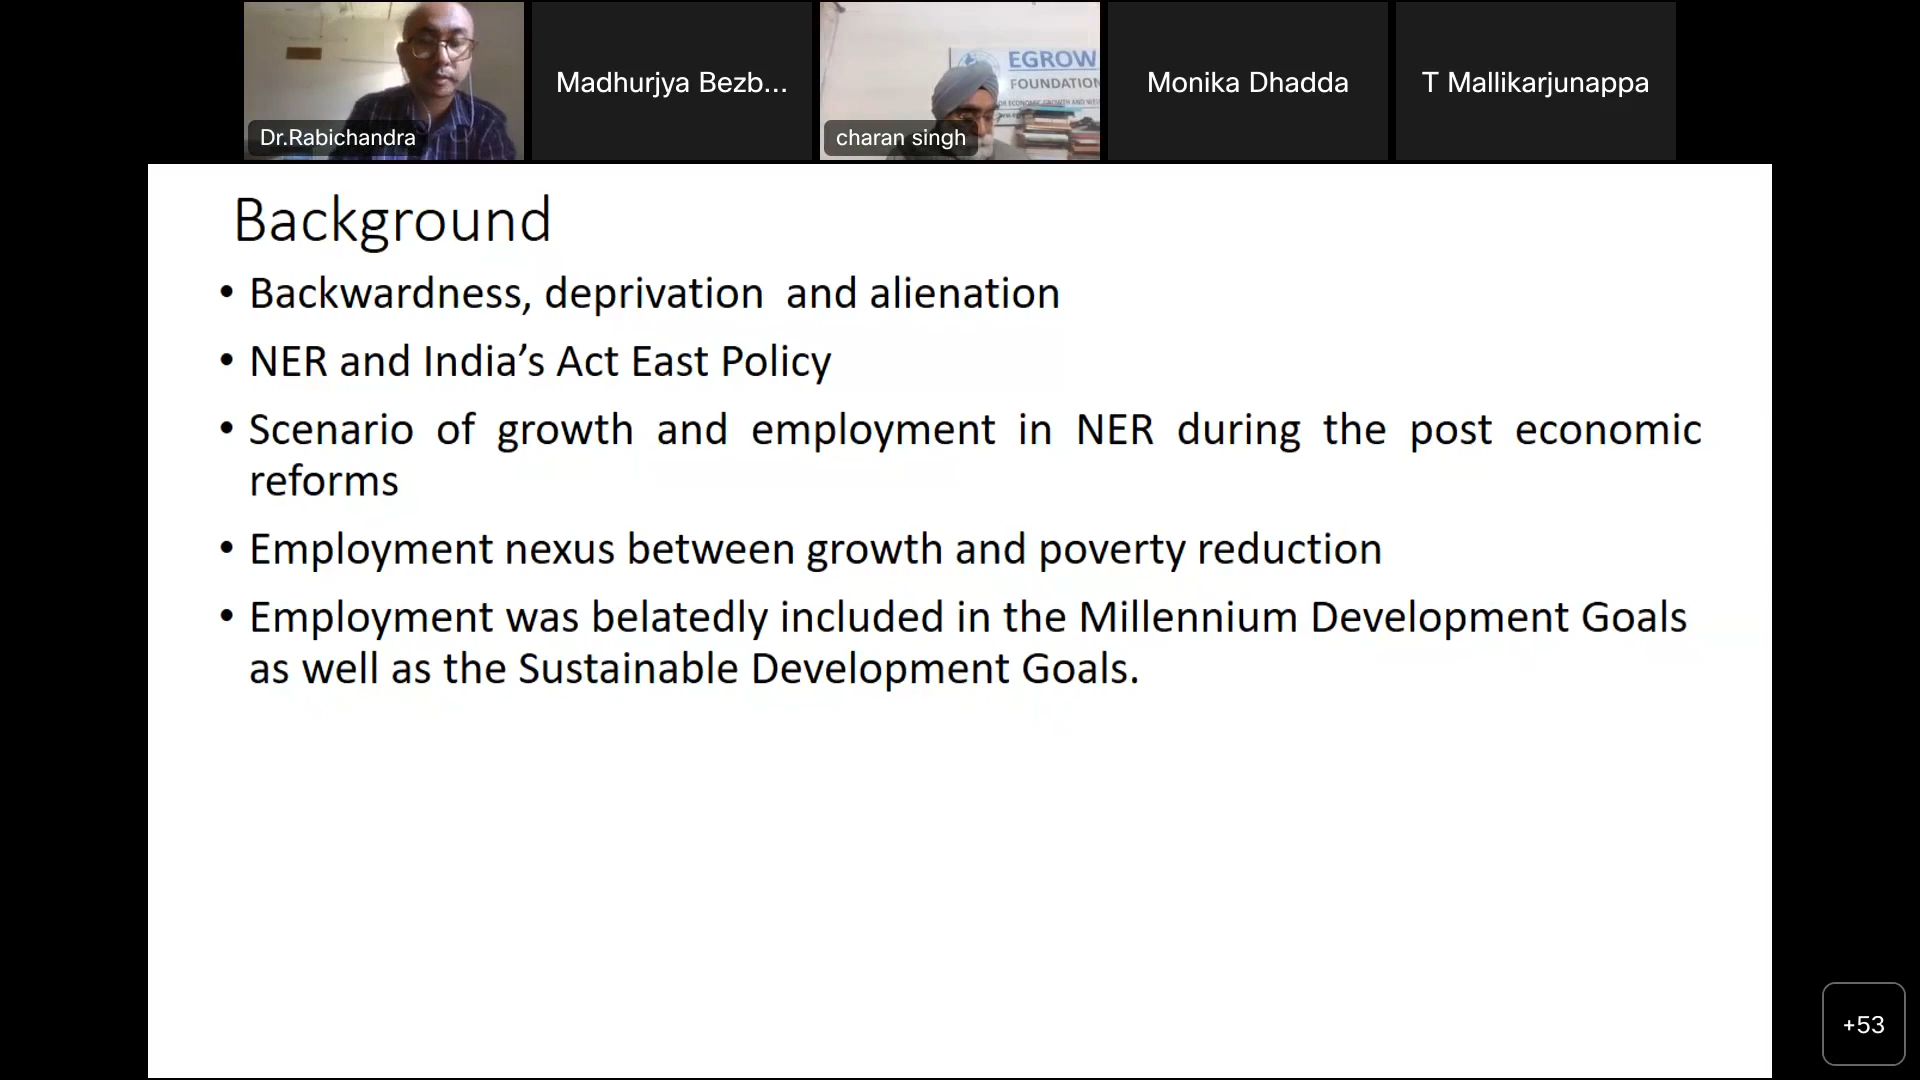 EGROW
FOUNDATION
Dr.Rabichandra
Madhurjya Bezb...
charan singh
Monika Dhadda
T Mallikarjunappa
Background
• Backwardness, deprivation  and alienation
• NER and India’s Act East Policy
• Scenario of growth and employment in NER during the post economic
reforms
• Employment nexus between growth and poverty reduction
• Employment was belatedly included in the Millennium Development Goals
as well as the Sustainable Development Goals.
+53